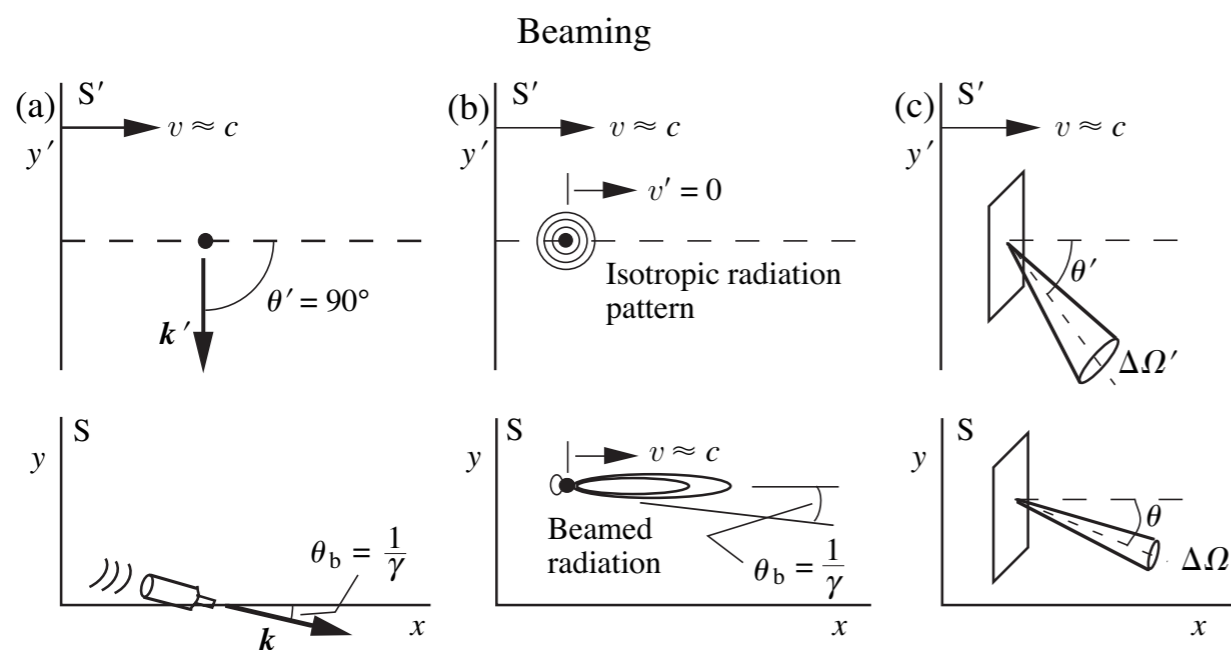 Beaming
(a)
S′
v ≈ c
y′
θ′ = 90°
k′
S
y
θb = 1/γ
k
x
(b)
S′
v ≈ c
y′
v′ = 0
Isotropic radiation
pattern
S
y
v ≈ c
Beamed
radiation
θb = 1/γ
x
(c)
S′
v ≈ c
y′
θ′
ΔΩ′
S
y
θ
ΔΩ
x